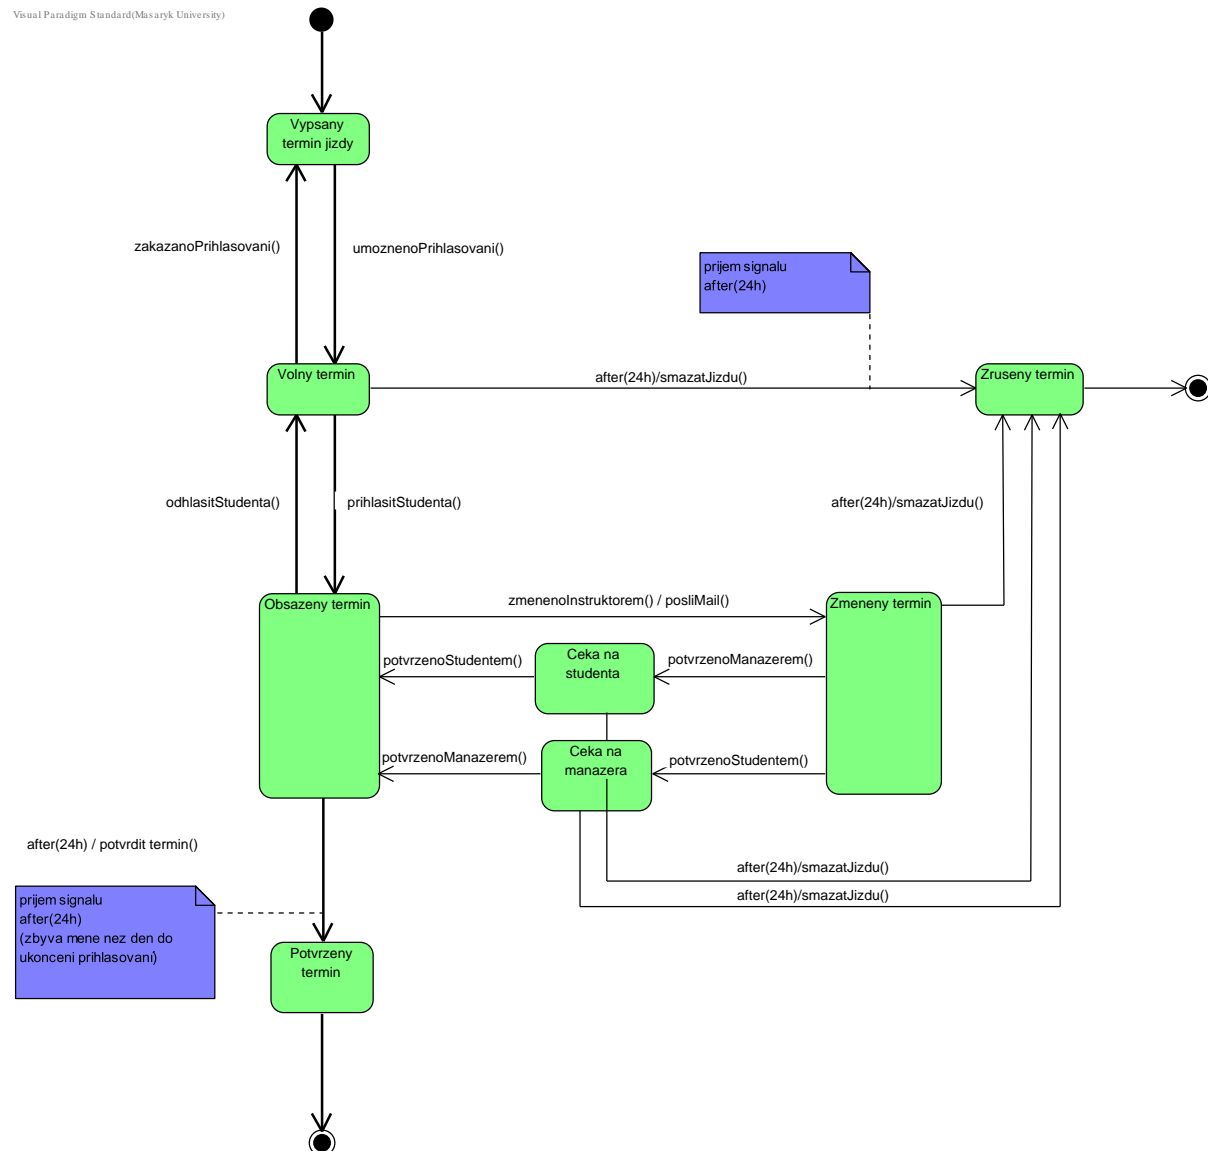 Visual Paradigm Standard(Masaryk University)
Vypsany
termin jizdy
zakazanoPrihlasovani()
umoznenoPrihlasovani()
prijem signalu
after(24h)
Volny termin
after(24h)/smazatJizdu()
Zruseny termin
odhlasitStudenta()
prihlasitStudenta()
after(24h)/smazatJizdu()
Obsazeny termin
zmenenoInstruktorem() / posliMail()
Zmeneny termin
potvrzenoStudentem()
Ceka na
studenta
potvrzenoManazerem()
potvrzenoManazerem()
Ceka na
manazera
potvrzenoStudentem()
after(24h) / potvrdit termin()
after(24h)/smazatJizdu()
after(24h)/smazatJizdu()
prijem signalu
after(24h)
(zbyva mene nez den do
ukonceni prihlasovani)
Potvrzeny
termin